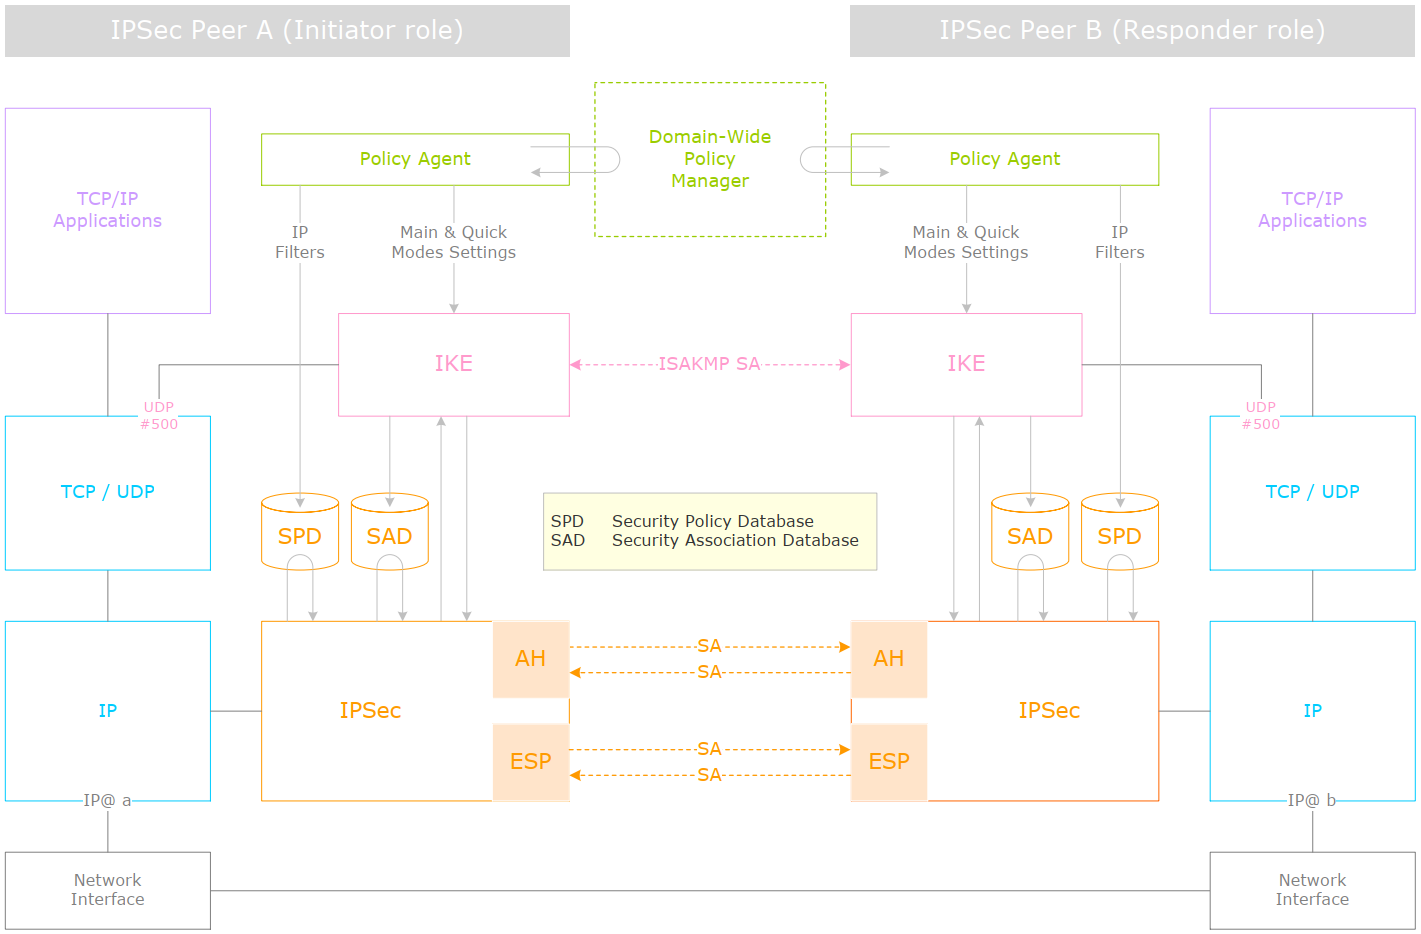 IPSec Peer A (Initiator role)
IPSec Peer B (Responder role)
TCP/IP
Applications
Policy Agent
Domain-Wide
Policy
Manager
Policy Agent
TCP/IP
Applications
IP
Filters
Main & Quick
Modes Settings
Main & Quick
Modes Settings
IP
Filters
IKE
ISAKMP SA
IKE
UDP
#500
UDP
#500
TCP / UDP
SPD
SAD
SPD Security Policy Database
SAD Security Association Database
SAD
SPD
TCP / UDP
IP
IPSec
AH
SA
SA
AH
ESP
SA
SA
ESP
IPSec
IP
IP@ a
IP@ b
Network
Interface
Network
Interface